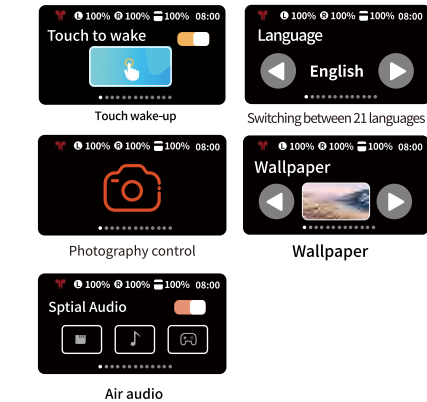 L 100% R 100% 100% 08:00
Touch to wake
Touch wake-up
L 100% R 100% 100% 08:00
Language
English
Switching between 21 languages
L 100% R 100% 100% 08:00
Photography control
L 100% R 100% 100% 08:00
Wallpaper
Wallpaper
L 100% R 100% 100% 08:00
Sptial Audio
Air audio